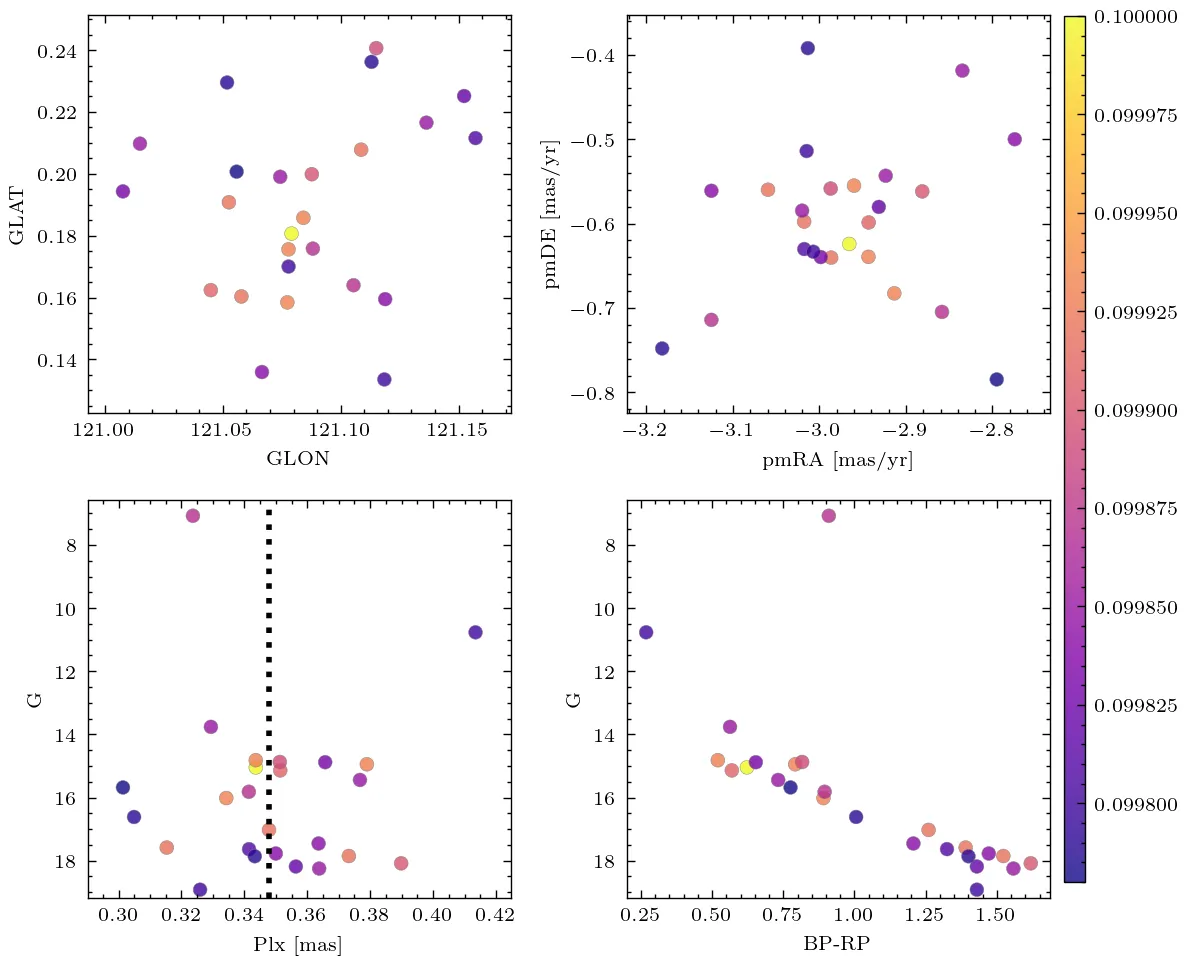 0.24
0.22
0.20
0.18
0.16
0.14
GLAT
121.00 121.05 121.10 121.15
GLON
−0.4
−0.5
−0.6
−0.7
−0.8
pmDE [mas/yr]
−3.2 −3.1 −3.0 −2.9 −2.8
pmRA [mas/yr]
8
10
12
14
16
18
G
0.30 0.32 0.34 0.36 0.38 0.40 0.42
Plx [mas]
8
10
12
14
16
18
G
0.25 0.50 0.75 1.00 1.25 1.50
BP-RP
0.100000
0.099975
0.099950
0.099925
0.099900
0.099875
0.099850
0.099825
0.099800